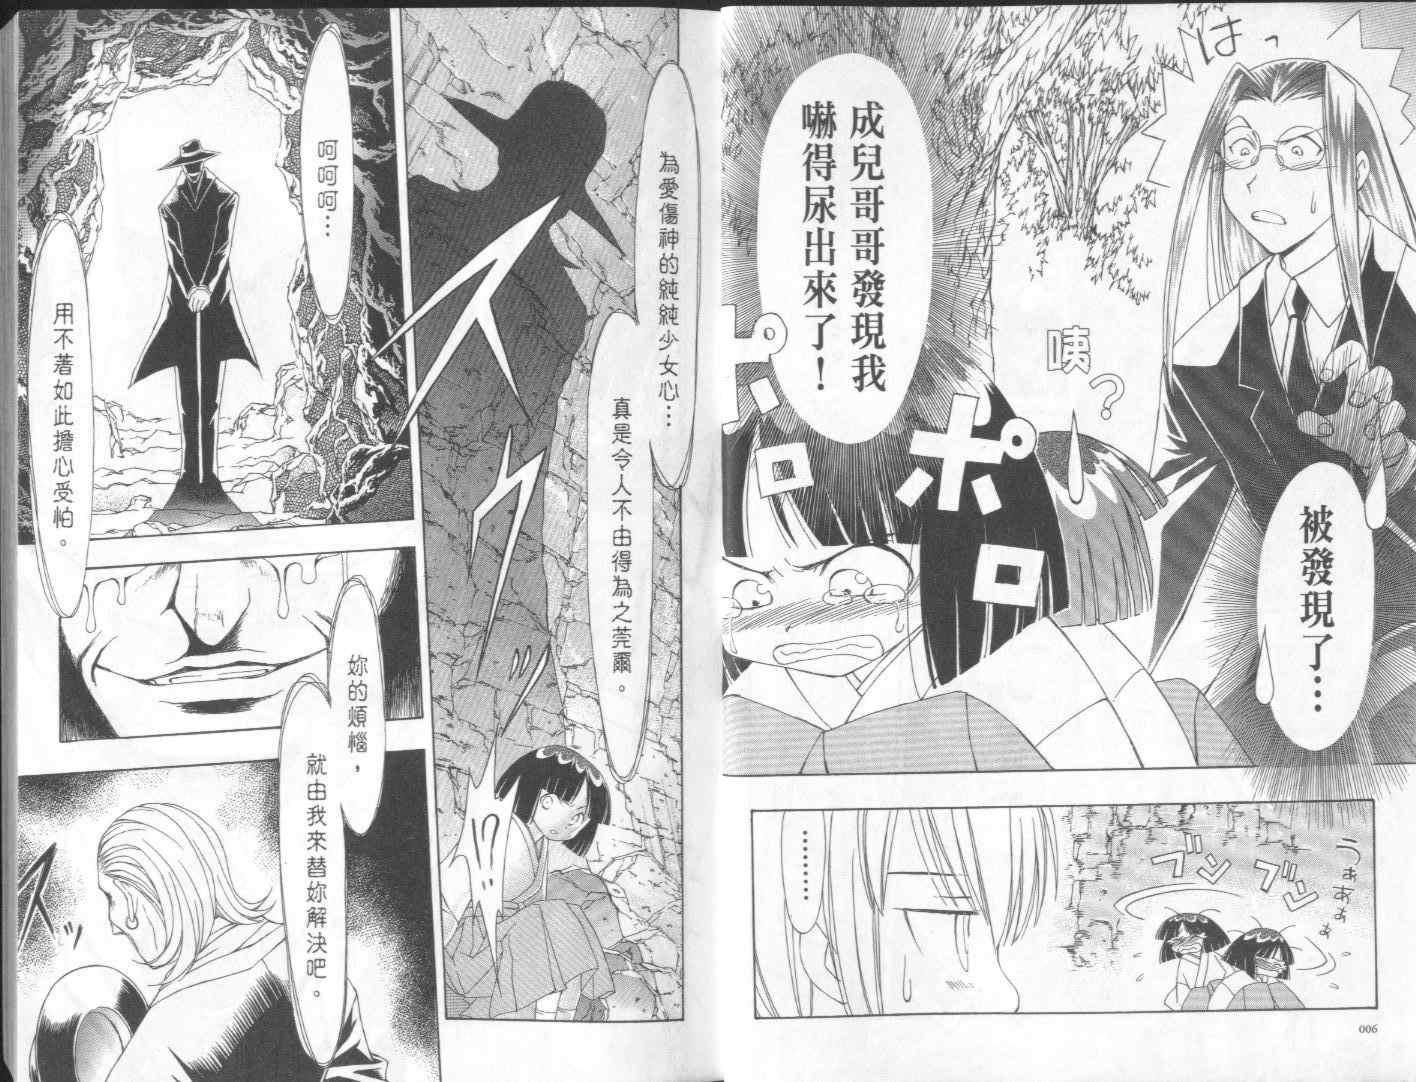 はっ
被發現了…
咦?
成兒哥哥發現我
嚇得尿出來了！
ポロ
ポロ
うぁぁぁぁ
ブン
ブン
………
006
為愛傷神的純純少女心…
真是令人不由得為之莞爾。
!?
呵呵呵…
用不著如此擔心受怕。
妳的煩惱，
就由我來替妳解決吧。